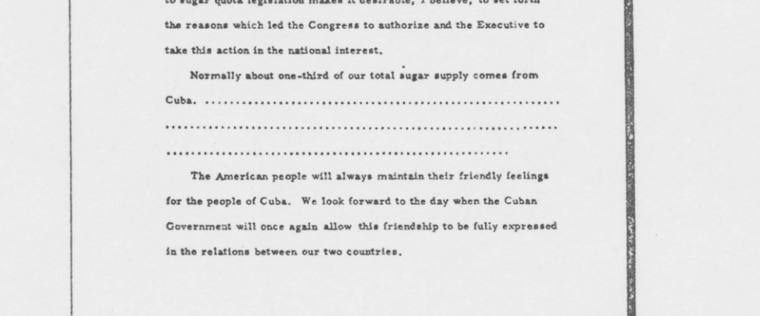 to sugar quota legislation makes it desirable, I believe, to set forth
the reasons which led the Congress to authorize and the Executive to
take this action in the national interest.
Normally about one-third of our total sugar supply comes from
Cuba. ..........................................................
................................................................
........................................................
The American people will always maintain their friendly feelings
for the people of Cuba. We look forward to the day when the Cuban
Government will once again allow this friendship to be fully expressed
in the relations between our two countries.